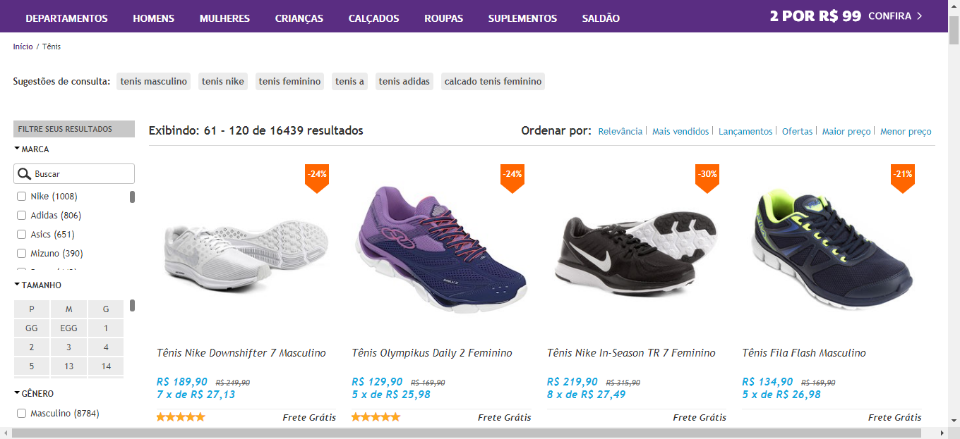 DEPARTAMENTOS HOMENS MULHERES CRIANÇAS CALÇADOS ROUPAS SUPLEMENTOS SALDÃO 2 POR R$ 99 CONFIRA
Início / Tênis
Sugestões de consulta: tenis masculino tenis nike tenis feminino tenis a tenis adidas calcado tenis feminino
FILTRE SEUS RESULTADOS
MARCA
Buscar
Nike (1008)
Adidas (806)
Asics (651)
Mizuno (390)
TAMANHO
P M G
GG EGG 1
2 3 4
5 13 14
GÊNERO
Masculino (8784)
Exibindo: 61 - 120 de 16439 resultados
Ordenar por: Relevância Mais vendidos Lançamentos Ofertas Maior preço Menor preço
-24%
Tênis Nike Downshifter 7 Masculino
R$ 189,90 R$ 249,90
7 x de R$ 27,13
Frete Grátis
-24%
Tênis Olympikus Daily 2 Feminino
R$ 129,90 R$ 169,90
5 x de R$ 25,98
Frete Grátis
-30%
Tênis Nike In-Season TR 7 Feminino
R$ 219,90 R$ 315,90
8 x de R$ 27,49
Frete Grátis
-21%
Tênis Fila Flash Masculino
R$ 134,90 R$ 169,90
5 x de R$ 26,98
Frete Grátis